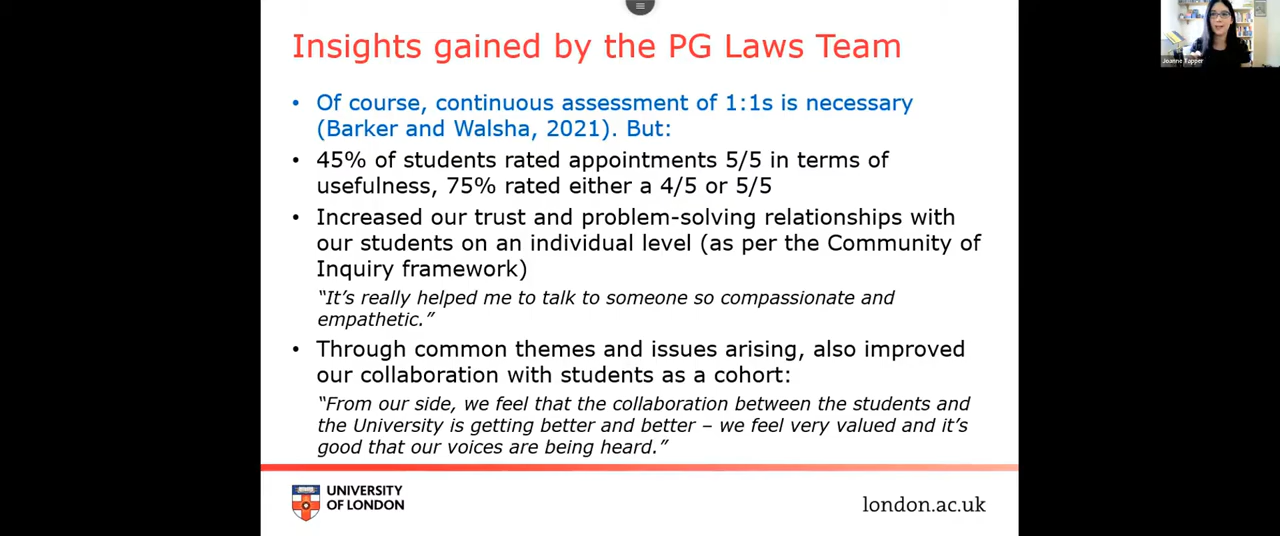 Insights gained by the PG Laws Team
Joanne Tapper
• Of course, continuous assessment of 1:1s is necessary
(Barker and Walsha, 2021). But:
• 45% of students rated appointments 5/5 in terms of
usefulness, 75% rated either a 4/5 or 5/5
• Increased our trust and problem-solving relationships with
our students on an individual level (as per the Community of
Inquiry framework)
“It’s really helped me to talk to someone so compassionate and
empathetic.”
• Through common themes and issues arising, also improved
our collaboration with students as a cohort:
“From our side, we feel that the collaboration between the students and
the University is getting better and better – we feel very valued and it’s
good that our voices are being heard.”
UNIVERSITY
OF LONDON
london.ac.uk